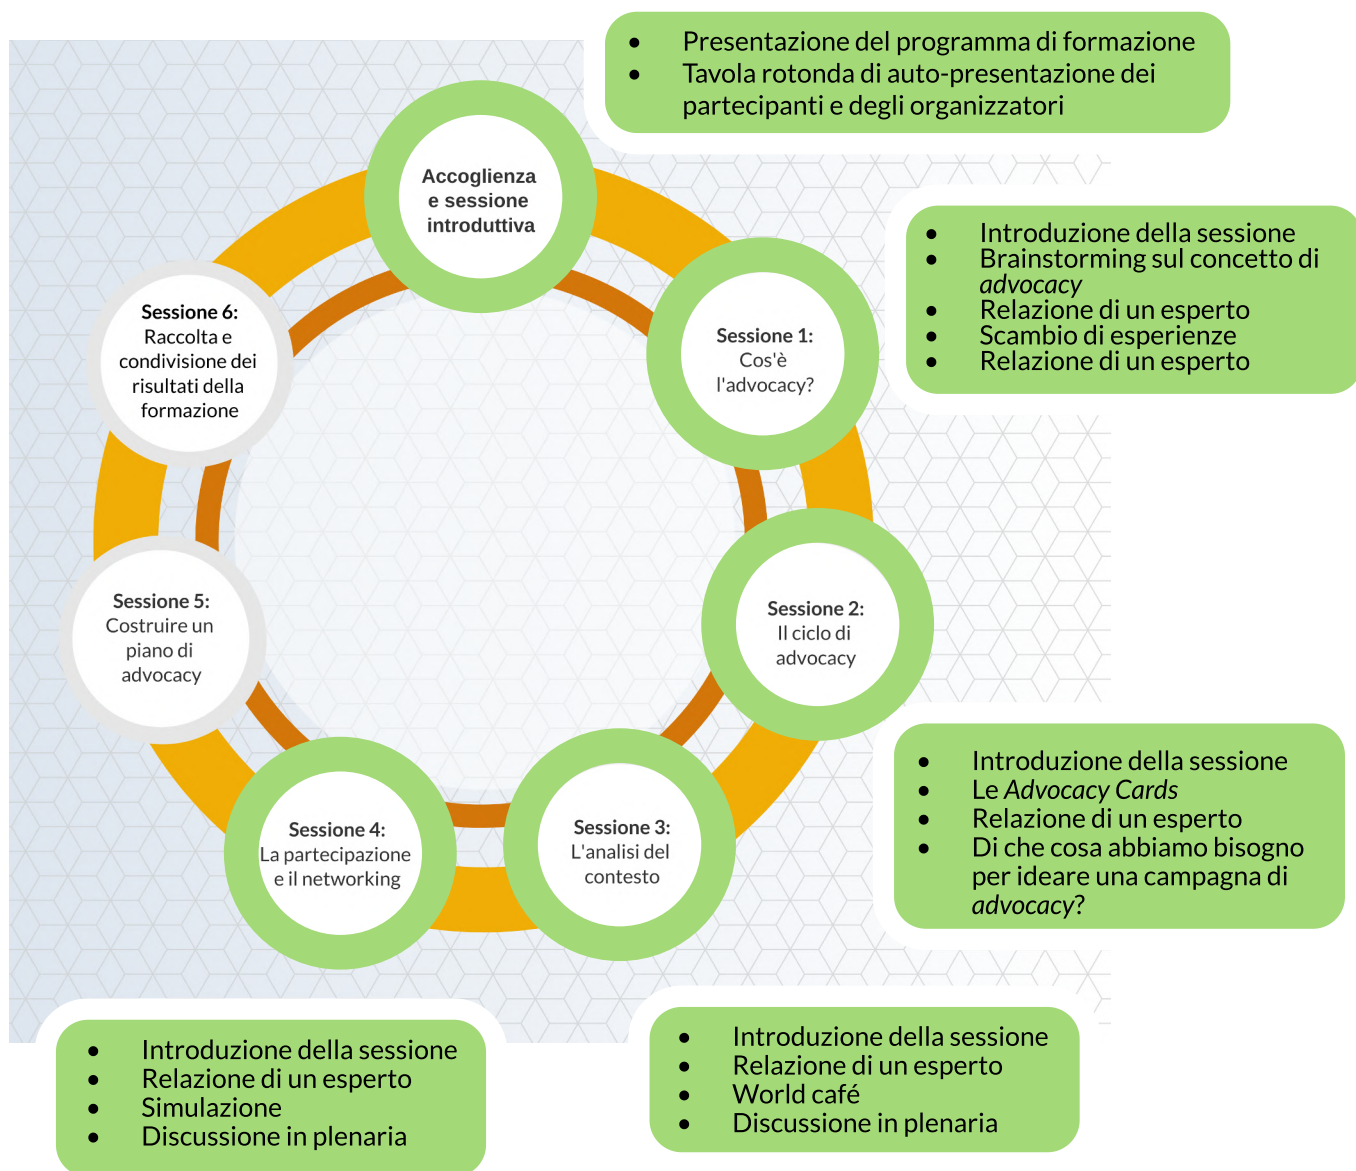 • Presentazione del programma di formazione
• Tavola rotonda di auto-presentazione dei
partecipanti e degli organizzatori
Accoglienza
e sessione
introduttiva
Sessione 1:
Cos'è
l'advocacy?
• Introduzione della sessione
• Brainstorming sul concetto di
advocacy
• Relazione di un esperto
• Scambio di esperienze
• Relazione di un esperto
Sessione 2:
Il ciclo di
advocacy
• Introduzione della sessione
• Le Advocacy Cards
• Relazione di un esperto
• Di che cosa abbiamo bisogno
per ideare una campagna di
advocacy?
Sessione 3:
L'analisi del
contesto
• Introduzione della sessione
• Relazione di un esperto
• World café
• Discussione in plenaria
Sessione 4:
La partecipazione
e il networking
• Introduzione della sessione
• Relazione di un esperto
• Simulazione
• Discussione in plenaria
Sessione 5:
Costruire un
piano di
advocacy
Sessione 6:
Raccolta e
condivisione dei
risultati della
formazione